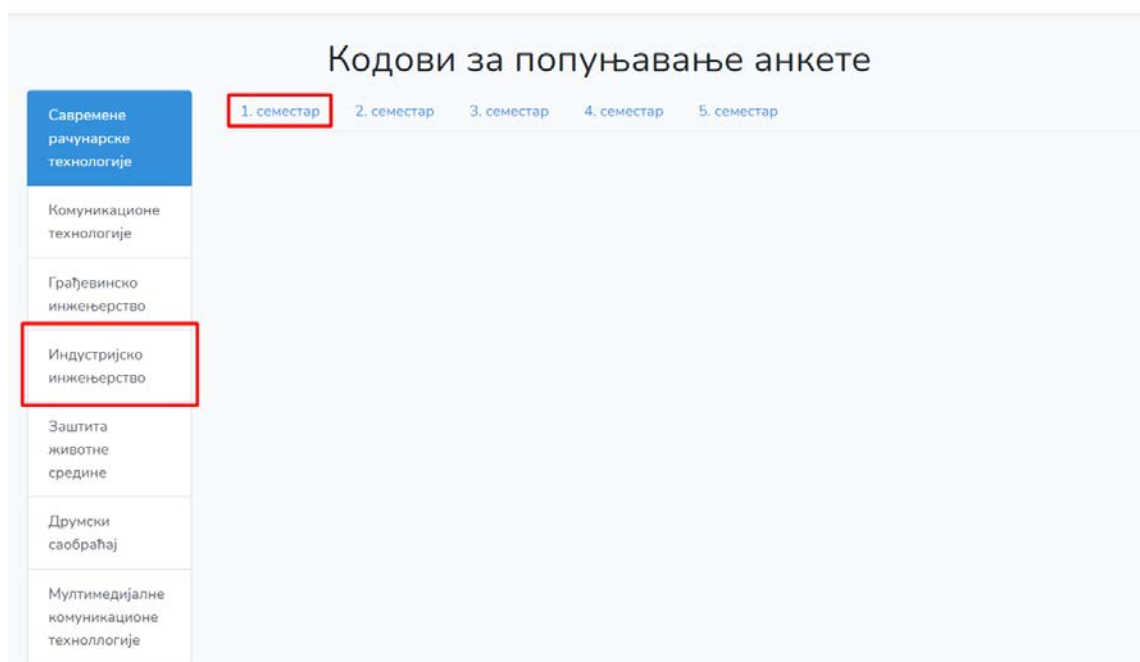 Кодови за попуњавање анкете
1. семестар 2. семестар 3. семестар 4. семестар 5. семестар
Савремене
рачунарске
технологије
Комуникационе
технологије
Грађевинско
инжењерство
Индустријско
инжењерство
Заштита
животне
средине
Друмски
саобраћај
Мултимедијалне
комуникационе
техноллогије